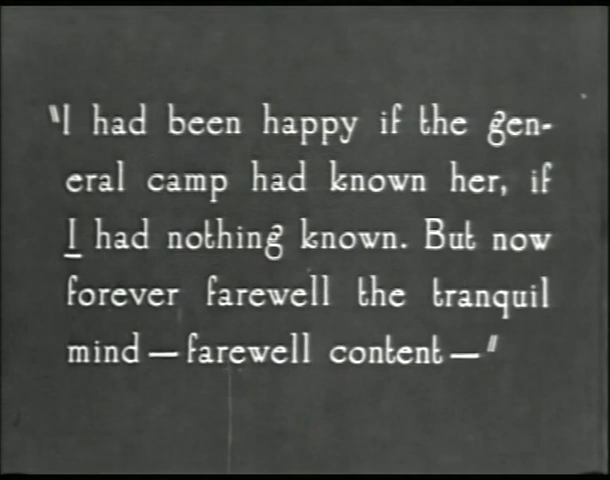 "I had been happy if the gen-
eral camp had known her, if
I had nothing known. But now
forever farewell the tranquil
mind — farewell content —"